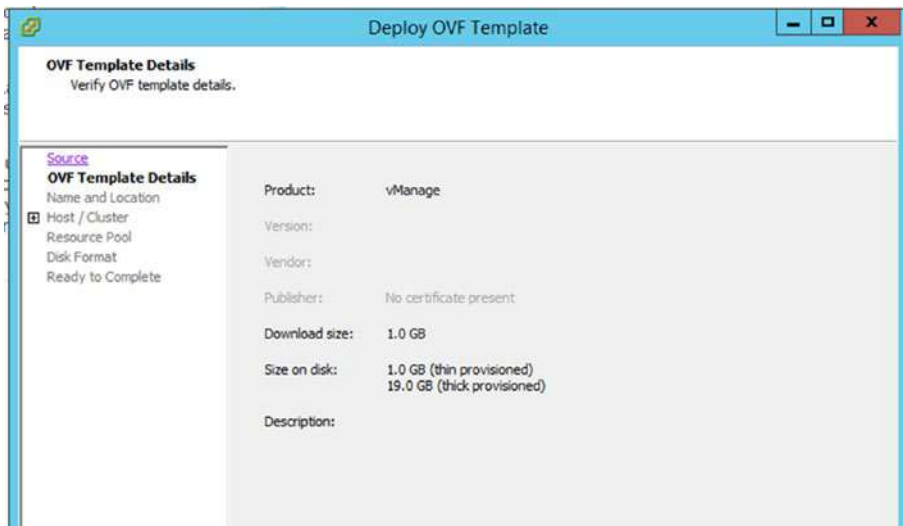 Deploy OVF Template
OVF Template Details
Verify OVF template details.
Source
OVF Template Details
Name and Location
Host / Cluster
Resource Pool
Disk Format
Ready to Complete
Product: vManage
Version:
Vendor:
Publisher: No certificate present
Download size: 1.0 GB
Size on disk: 1.0 GB (thin provisioned)
19.0 GB (thick provisioned)
Description: